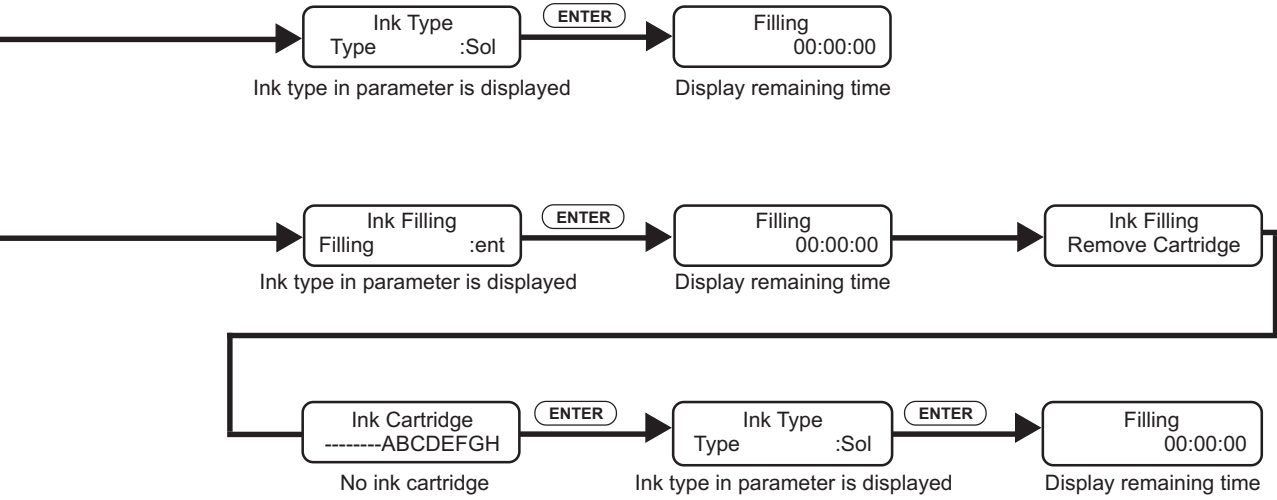 Ink Type
Type :Sol
ENTER
Filling
00:00:00
Ink type in parameter is displayed
Display remaining time
Ink Filling
Filling :ent
ENTER
Filling
00:00:00
Ink Filling
Remove Cartridge
Ink type in parameter is displayed
Display remaining time
Ink Cartridge
--------ABCDEFGH
ENTER
Ink Type
Type :Sol
ENTER
Filling
00:00:00
No ink cartridge
Ink type in parameter is displayed
Display remaining time